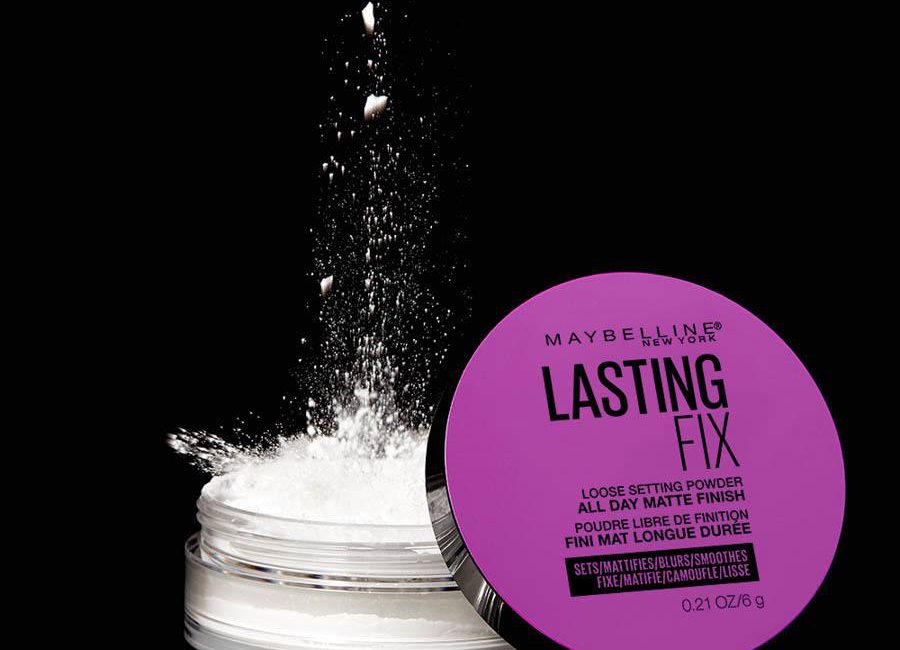 MAYBELLINE®
NEW YORK
LASTING
FIX
LOOSE SETTING POWDER
ALL DAY MATTE FINISH
POUDRE LIBRE DE FINITION
FINI MAT LONGUE DURÉE
SETS/MATTIFIES/BLURS/SMOOTHES
FIXE/MATIFIE/CAMOUFLE/LISSE
0.21 OZ/6 g